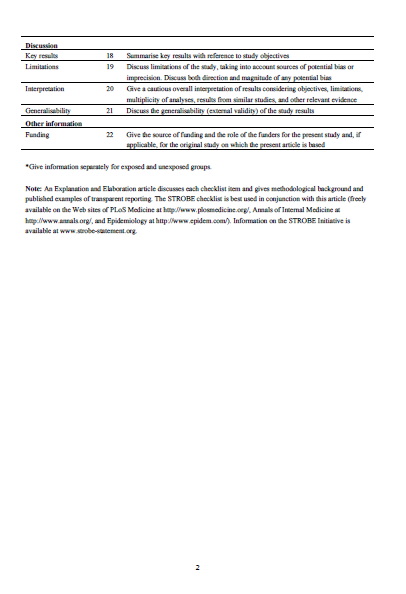 Discussion
Key results 18 Summarise key results with reference to study objectives
Limitations 19 Discuss limitations of the study, taking into account sources of potential bias or
imprecision. Discuss both direction and magnitude of any potential bias
Interpretation 20 Give a cautious overall interpretation of results considering objectives, limitations,
multiplicity of analyses, results from similar studies, and other relevant evidence
Generalisability 21 Discuss the generalisability (external validity) of the study results
Other information
Funding 22 Give the source of funding and the role of the funders for the present study and, if
applicable, for the original study on which the present article is based
*Give information separately for exposed and unexposed groups.
Note: An Explanation and Elaboration article discusses each checklist item and gives methodological background and
published examples of transparent reporting. The STROBE checklist is best used in conjunction with this article (freely
available on the Web sites of PLoS Medicine at http://www.plosmedicine.org/, Annals of Internal Medicine at
http://www.annals.org/, and Epidemiology at http://www.epidem.com/). Information on the STROBE Initiative is
available at www.strobe-statement.org.
2